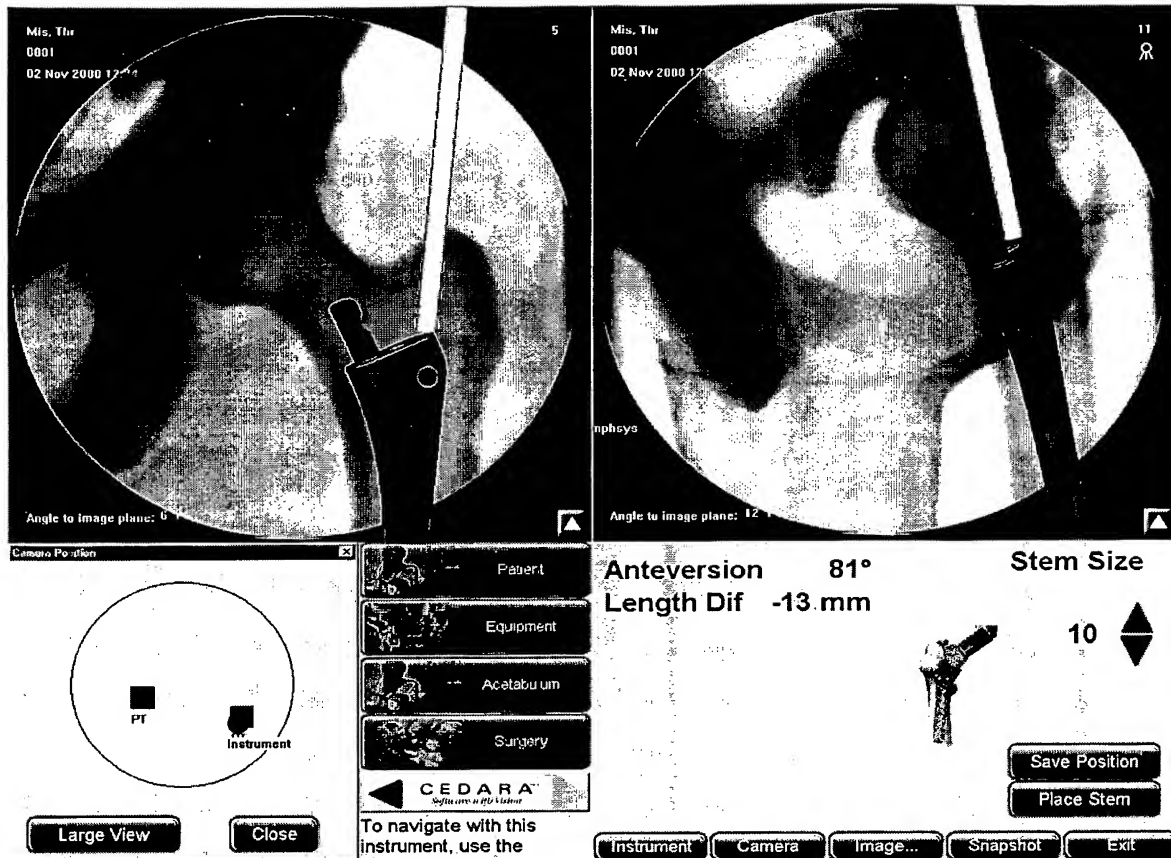 Mis, Thr
5
0001
02 Nov 2000
Angle to image plane: 6
Mis, Thr
11
0001
02 Nov 2000
nphsys
Angle to image plane: 12
Camera Position
PT
Instrument
Large View
Close
Patient
Equipment
Acetabulum
Surgery
CEDARA
To navigate with this
instrument, use the
Anteversion 81°
Length Dif -13 mm
Stem Size
10
Save Position
Place Stem
Instrument
Camera
Image...
Snapshot
Exit